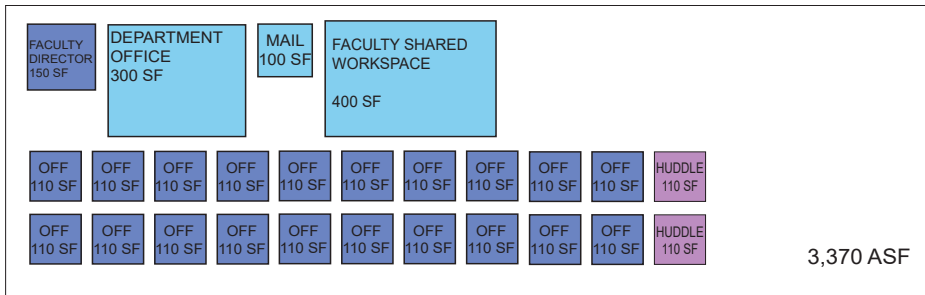 FACULTY
DIRECTOR
150 SF
DEPARTMENT
OFFICE
300 SF
MAIL
100 SF
FACULTY SHARED
WORKSPACE
400 SF
OFF
110 SF
OFF
110 SF
OFF
110 SF
OFF
110 SF
OFF
110 SF
OFF
110 SF
OFF
110 SF
OFF
110 SF
OFF
110 SF
OFF
110 SF
HUDDLE
110 SF
OFF
110 SF
OFF
110 SF
OFF
110 SF
OFF
110 SF
OFF
110 SF
OFF
110 SF
OFF
110 SF
OFF
110 SF
OFF
110 SF
OFF
110 SF
HUDDLE
110 SF
3,370 ASF